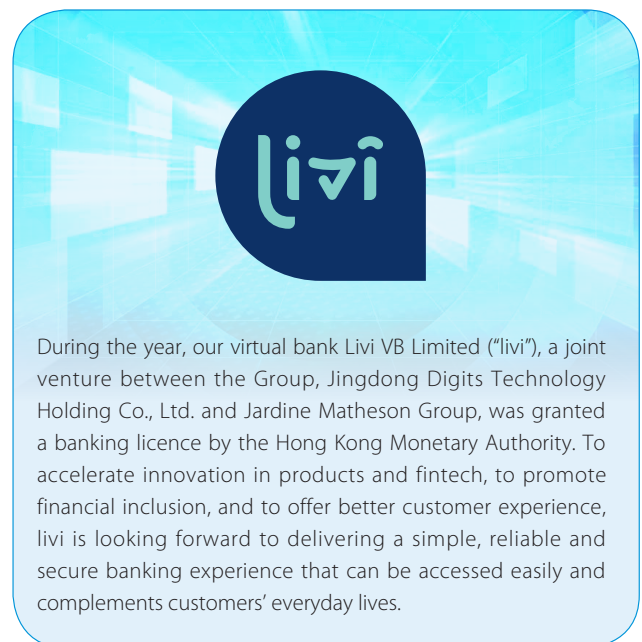 livi
During the year, our virtual bank Livi VB Limited (“livi”), a joint
venture between the Group, Jingdong Digits Technology
Holding Co., Ltd. and Jardine Matheson Group, was granted
a banking licence by the Hong Kong Monetary Authority. To
accelerate innovation in products and fintech, to promote
financial inclusion, and to offer better customer experience,
livi is looking forward to delivering a simple, reliable and
secure banking experience that can be accessed easily and
complements customers’ everyday lives.